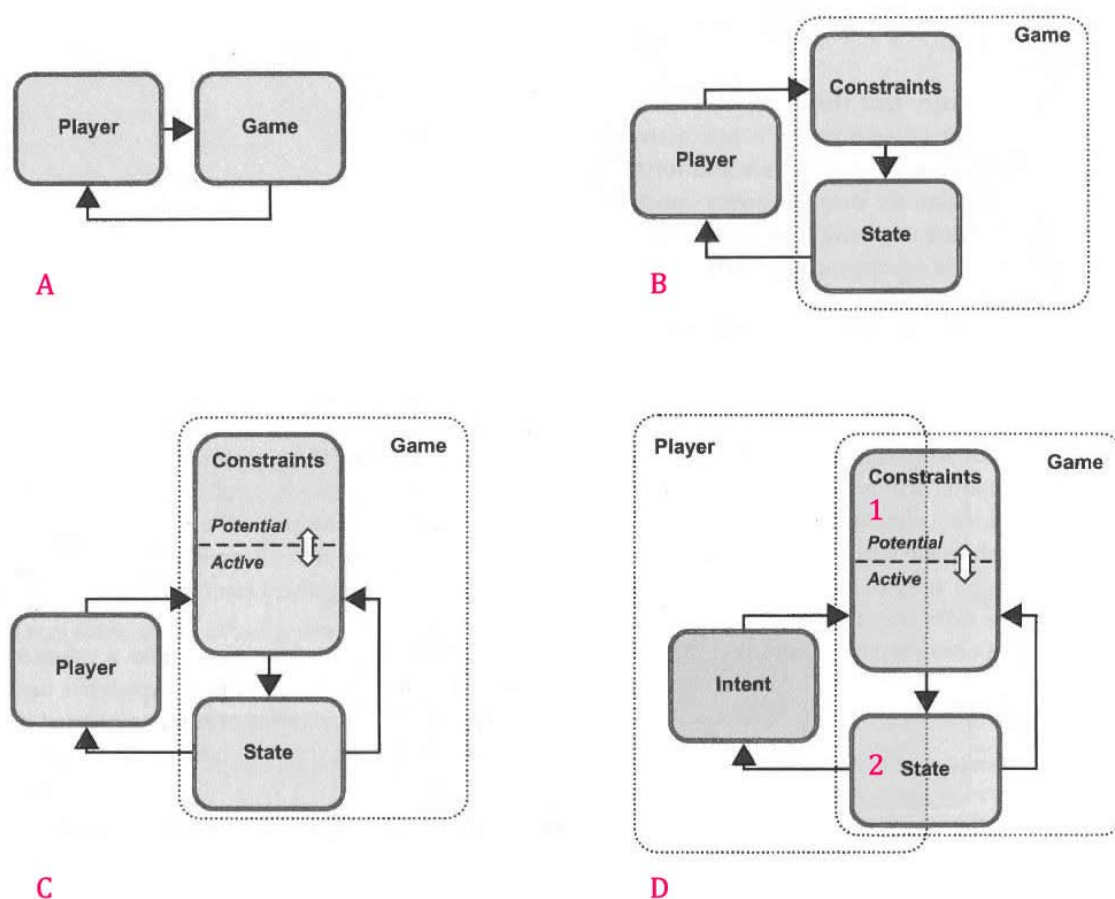 Player
Game
A
Game
Constraints
Player
State
B
Game
Constraints
Potential
Active
Player
State
C
Player
Game
Constraints
1
Potential
Active
Intent
2 State
D